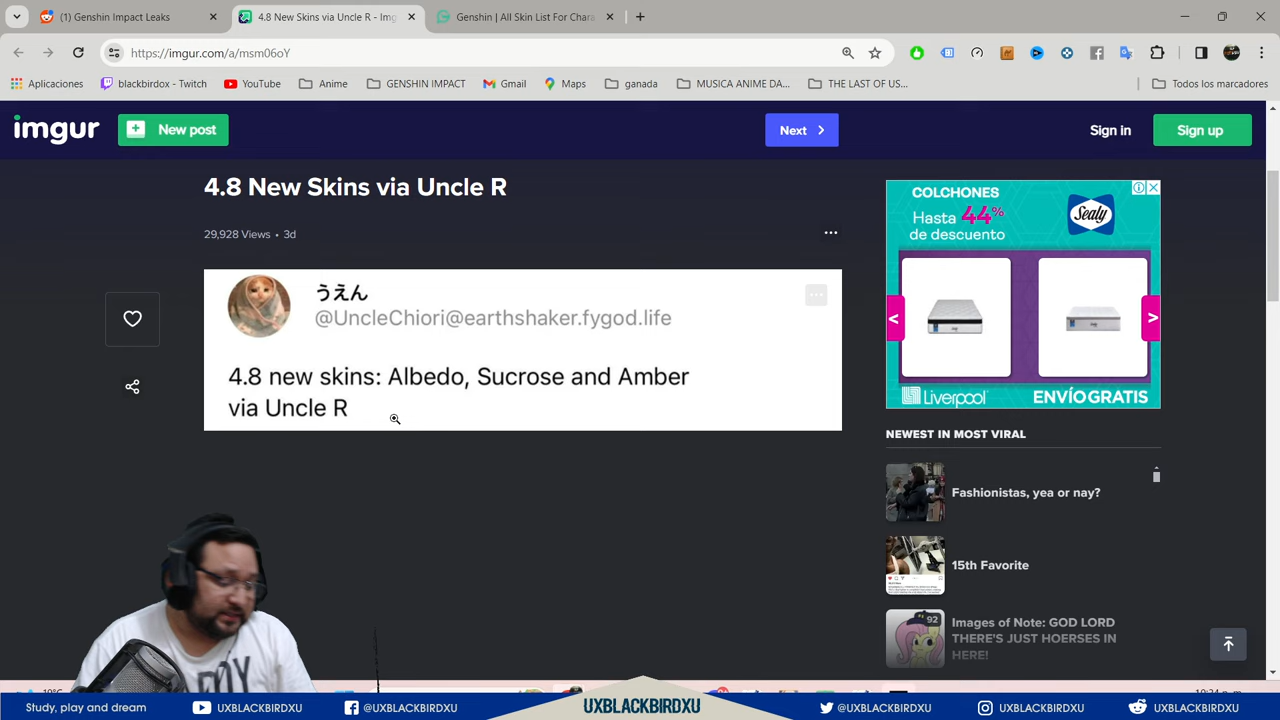 (1) Genshin Impact Leaks
4.8 New Skins via Uncle R - Img
Genshin | All Skin List For Chara
https://imgur.com/a/msm06oY
Aplicaciones
blackbirdox - Twitch
YouTube
Anime
GENSHIN IMPACT
Gmail
Maps
ganada
MUSICA ANIME DA...
THE LAST OF US...
Todos los marcadores
imgur
New post
Next
Sign in
Sign up
4.8 New Skins via Uncle R
29,928 Views • 3d
うえん
@UncleChiori@earthshaker.fygod.life
4.8 new skins: Albedo, Sucrose and Amber
via Uncle R
COLCHONES
Hasta 44%
de descuento
Sealy
Liverpool
ENVÍO GRATIS
NEWEST IN MOST VIRAL
Fashionistas, yea or nay?
15th Favorite
92
Images of Note: GOD LORD
THERE'S JUST HOERSES IN
HERE!
Study, play and dream
UXBLACKBIRDXU
@UXBLACKBIRDXU
UXBLACKBIRDXU
@UXBLACKBIRDXU
UXBLACKBIRDXU
UXBLACKBIRDXU